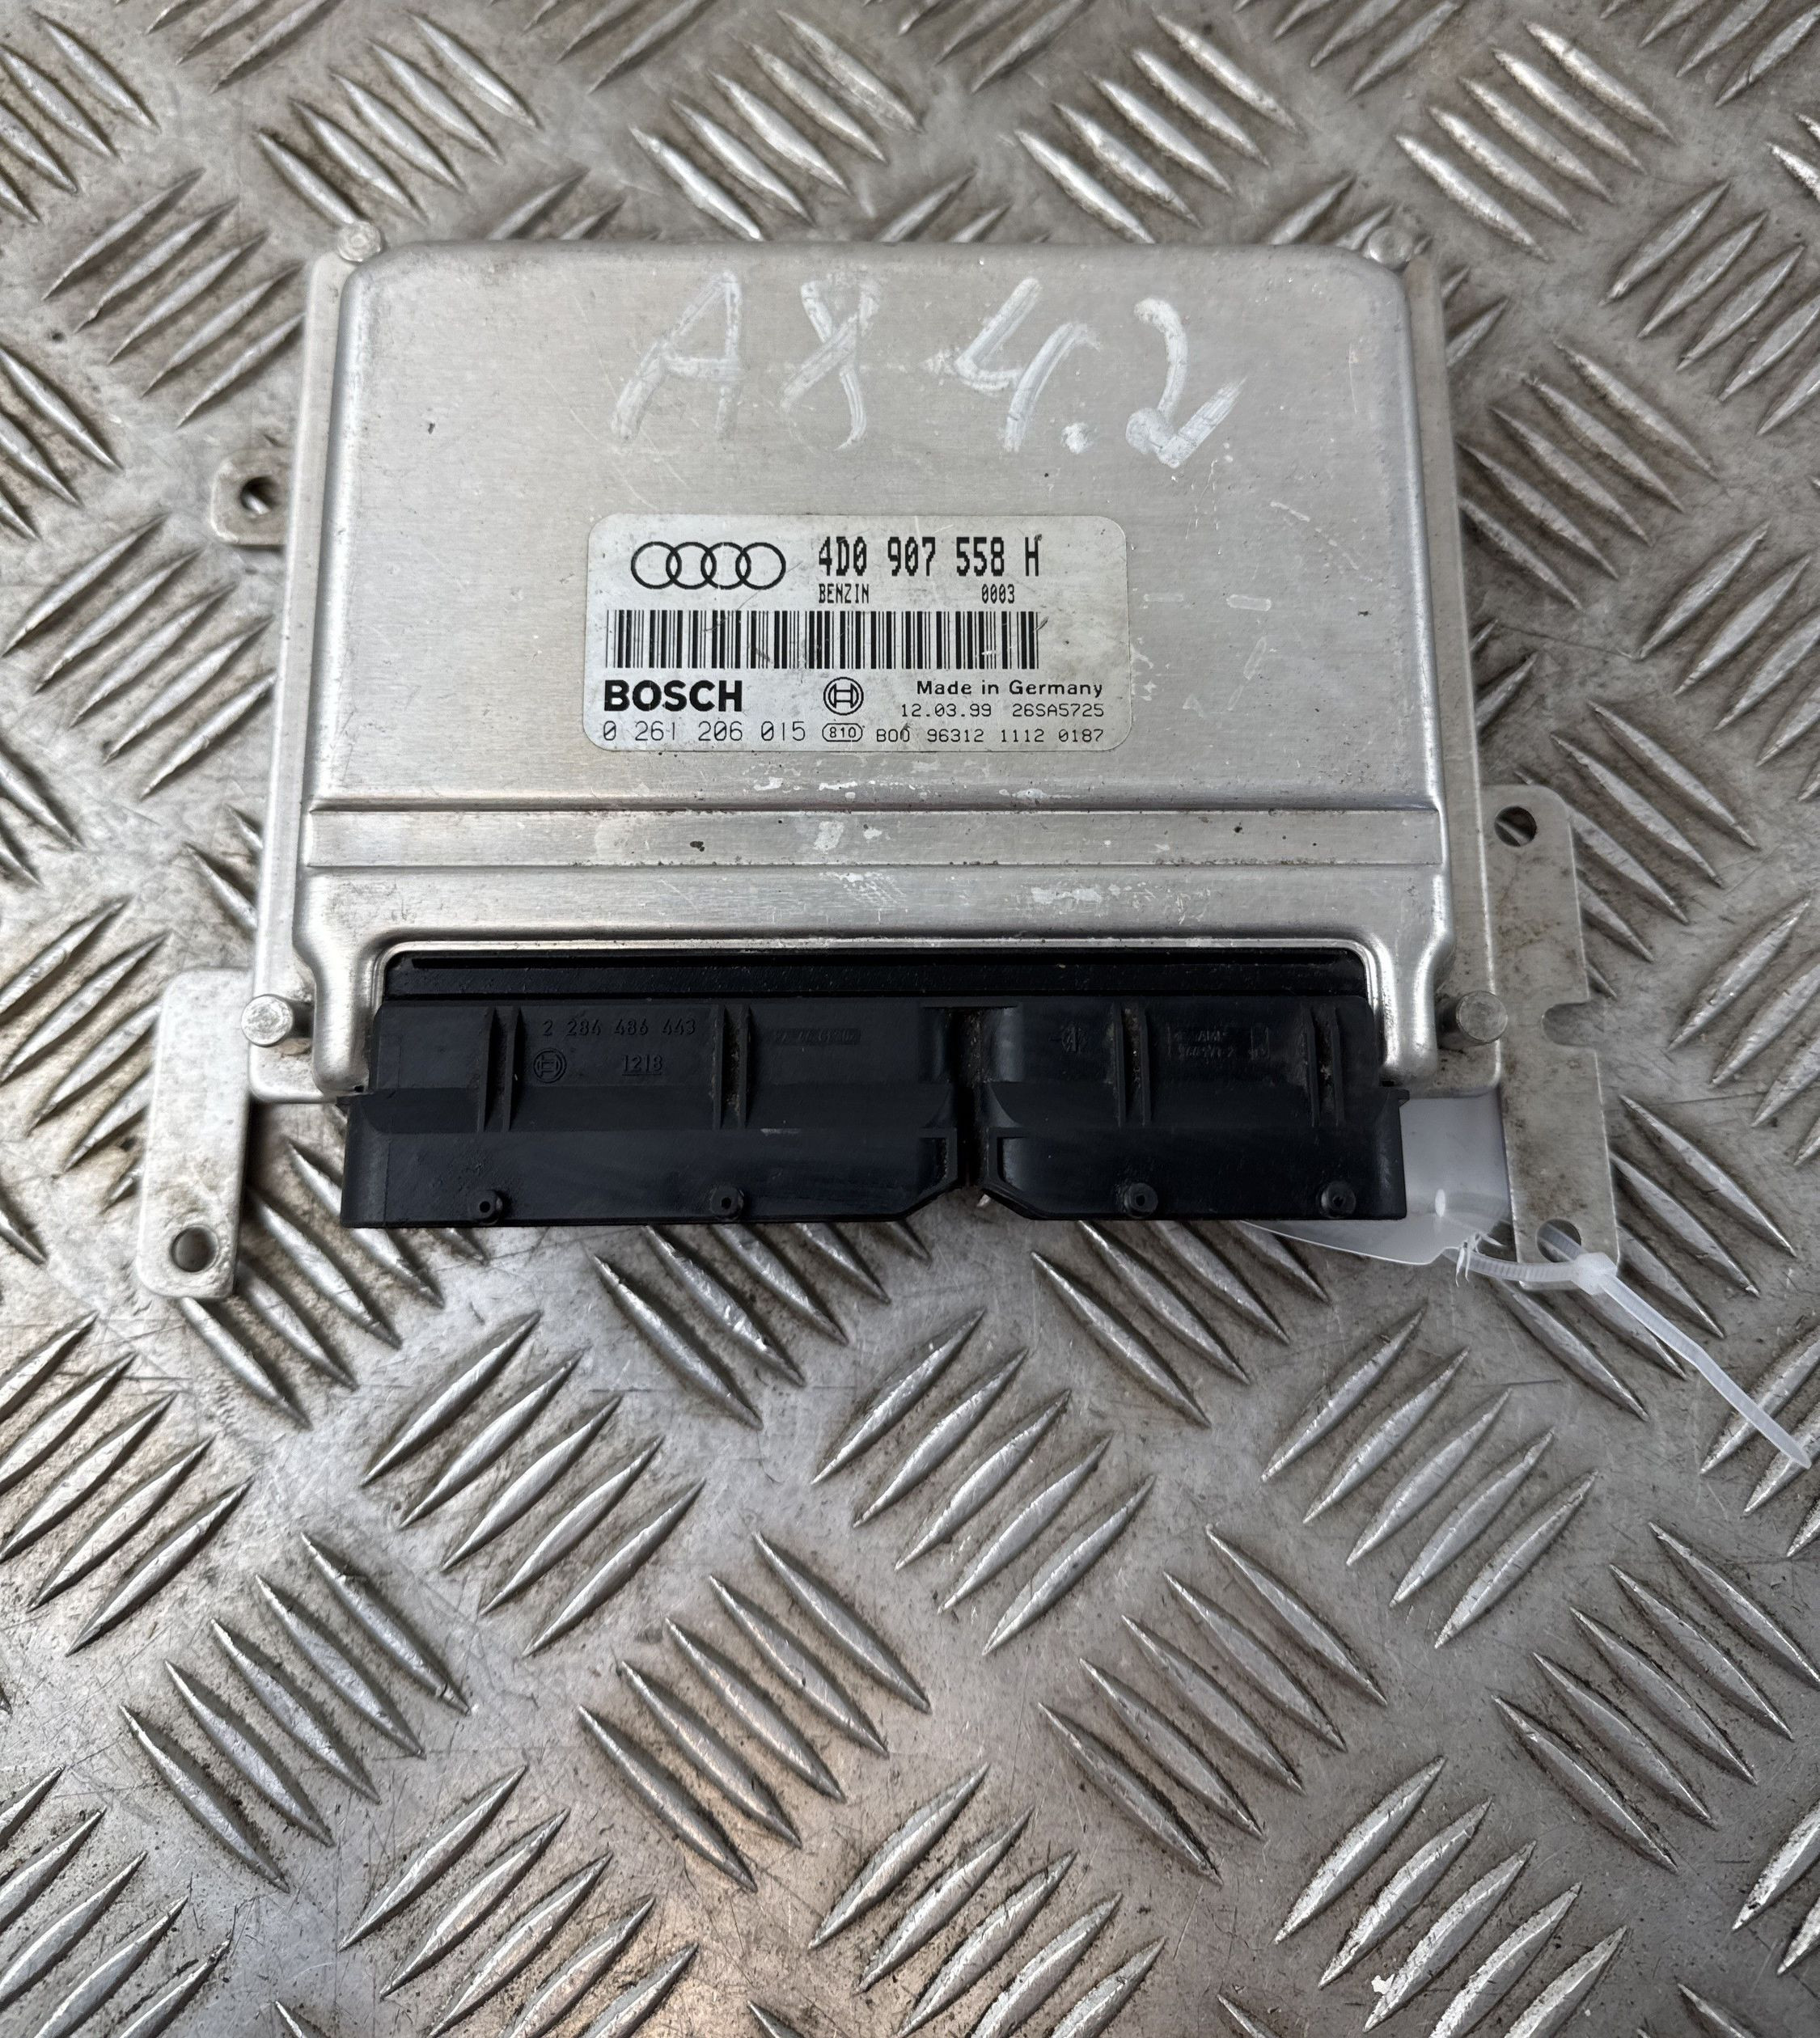 A8 4.2
4D0 907 558 H
BENZIN 0003
BOSCH Made in Germany
12.03.99 26SA5725
0 261 206 015 810 B00 96312 1112 0187
2 284 486 443
1218